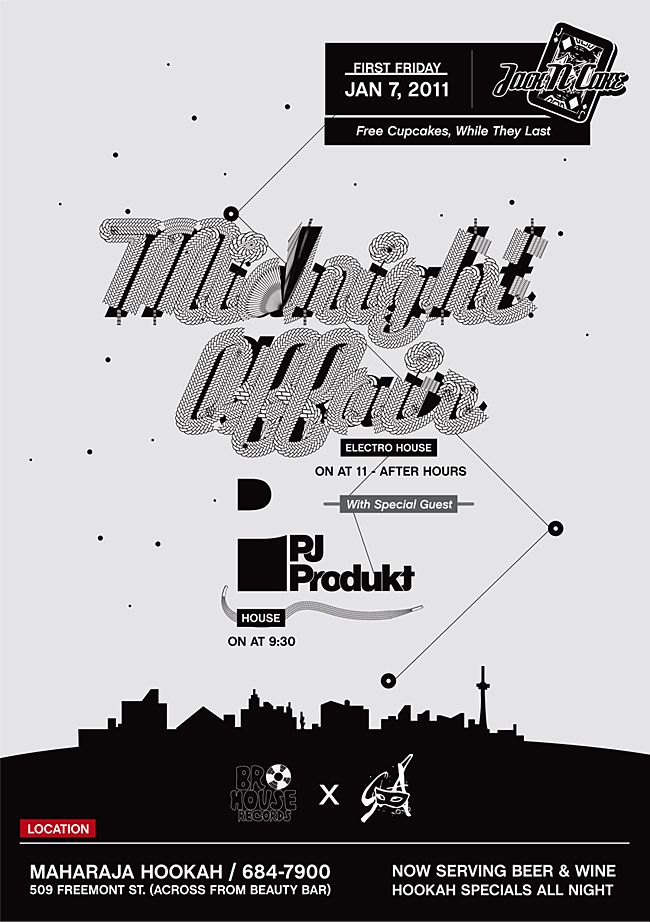 FIRST FRIDAY
JAN 7, 2011
Jack N Cake
Free Cupcakes, While They Last
Midnight
Affair
ELECTRO HOUSE
ON AT 11 - AFTER HOURS
With Special Guest
PJ
Produkt
HOUSE
ON AT 9:30
BRO
HOUSE
RECORDS
X
LOCATION
MAHARAJA HOOKAH / 684-7900
509 FREEMONT ST. (ACROSS FROM BEAUTY BAR)
NOW SERVING BEER & WINE
HOOKAH SPECIALS ALL NIGHT